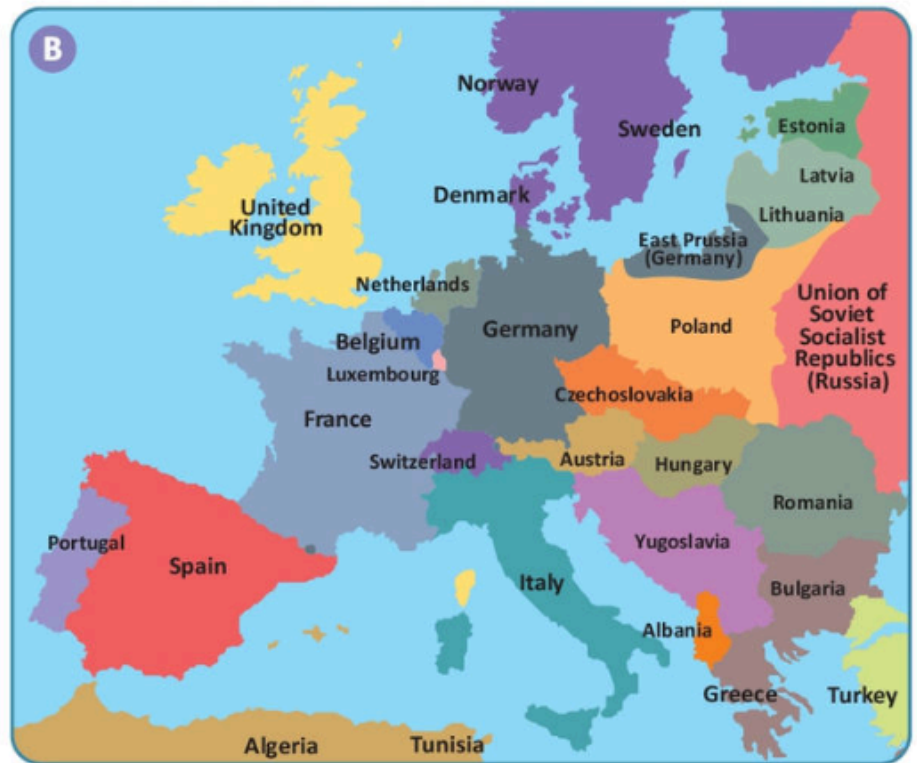 B
Norway
Sweden
Estonia
Latvia
Denmark
Lithuania
United
Kingdom
East Prussia
(Germany)
Netherlands
Union of
Soviet
Socialist
Republics
(Russia)
Germany
Poland
Belgium
Luxembourg
Czechoslovakia
France
Switzerland
Austria
Hungary
Romania
Portugal
Yugoslavia
Spain
Italy
Bulgaria
Albania
Greece
Turkey
Algeria
Tunisia